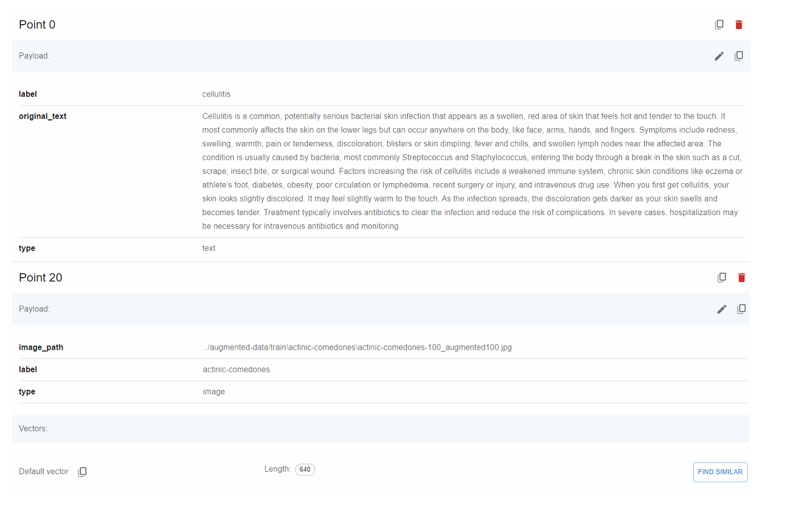 Point 0
Payload:
label cellulitis
original_text Cellulitis is a common, potentially serious bacterial skin infection that appears as a swollen, red area of skin that feels hot and tender to the touch. It
most commonly affects the skin on the lower legs but can occur anywhere on the body, like face, arms, hands, and fingers. Symptoms include redness,
swelling, warmth, pain or tenderness, discoloration, blisters or skin dimpling, fever and chills, and swollen lymph nodes near the affected area. The
condition is usually caused by bacteria, most commonly Streptococcus and Staphylococcus, entering the body through a break in the skin such as a cut,
scrape, insect bite, or surgical wound. Factors increasing the risk of cellulitis include a weakened immune system, chronic skin conditions like eczema or
athlete's foot, diabetes, obesity, poor circulation or lymphedema, recent surgery or injury, and intravenous drug use. When you first get cellulitis, your
skin looks slightly discolored. It may feel slightly warm to the touch. As the infection spreads, the discoloration gets darker as your skin swells and
becomes tender. Treatment typically involves antibiotics to clear the infection and reduce the risk of complications. In severe cases, hospitalization may
be necessary for intravenous antibiotics and monitoring.
type text
Point 20
Payload:
image_path ../augmented-data/train\actinic-comedones\actinic-comedones-100_augmented100.jpg
label actinic-comedones
type image
Vectors:
Default vector Length: 640 FIND SIMILAR